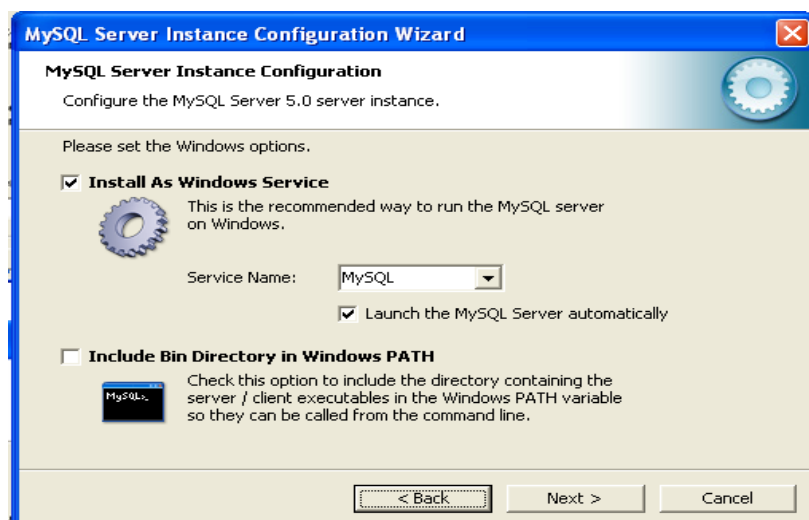 MySQL Server Instance Configuration Wizard
MySQL Server Instance Configuration
Configure the MySQL Server 5.0 server instance.
Please set the Windows options.
Install As Windows Service
This is the recommended way to run the MySQL server
on Windows.
Service Name:
MySQL
Launch the MySQL Server automatically
Include Bin Directory in Windows PATH
MySQL>_
Check this option to include the directory containing the
server / client executables in the Windows PATH variable
so they can be called from the command line.
< Back
Next >
Cancel